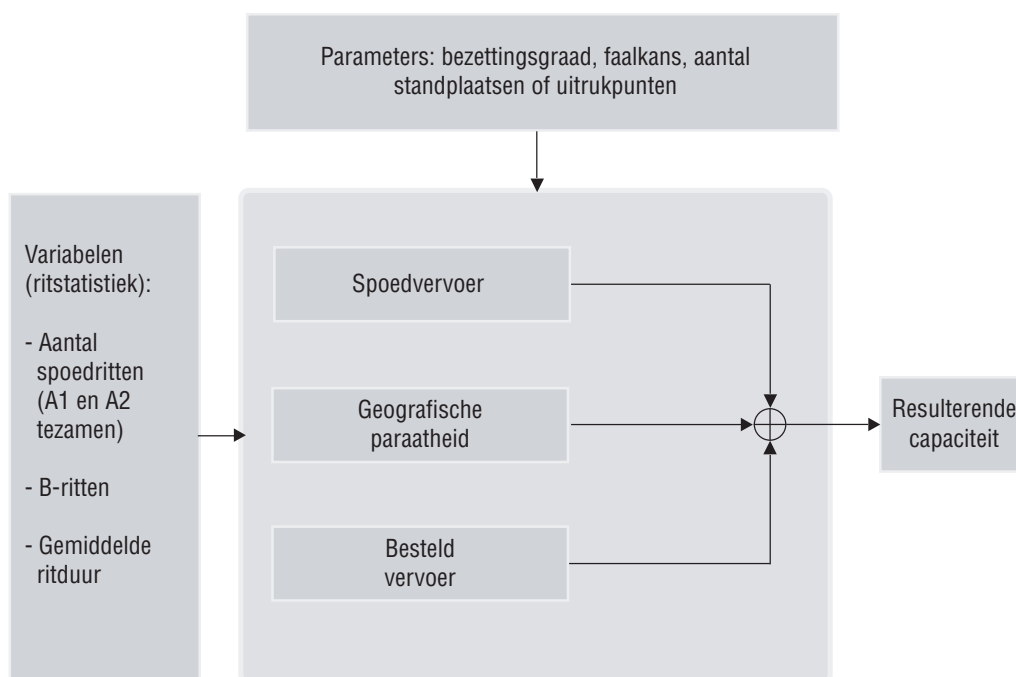 Parameters: bezettingsgraad, faalkans, aantal
standplaatsen of uitrukpunten
Variabelen
(ritstatistiek):
- Aantal
spoedritten
(A1 en A2
tezamen)
- B-ritten
- Gemiddelde
ritduur
Spoedvervoer
Geografische
paraatheid
Besteld
vervoer
Resulterende
capaciteit